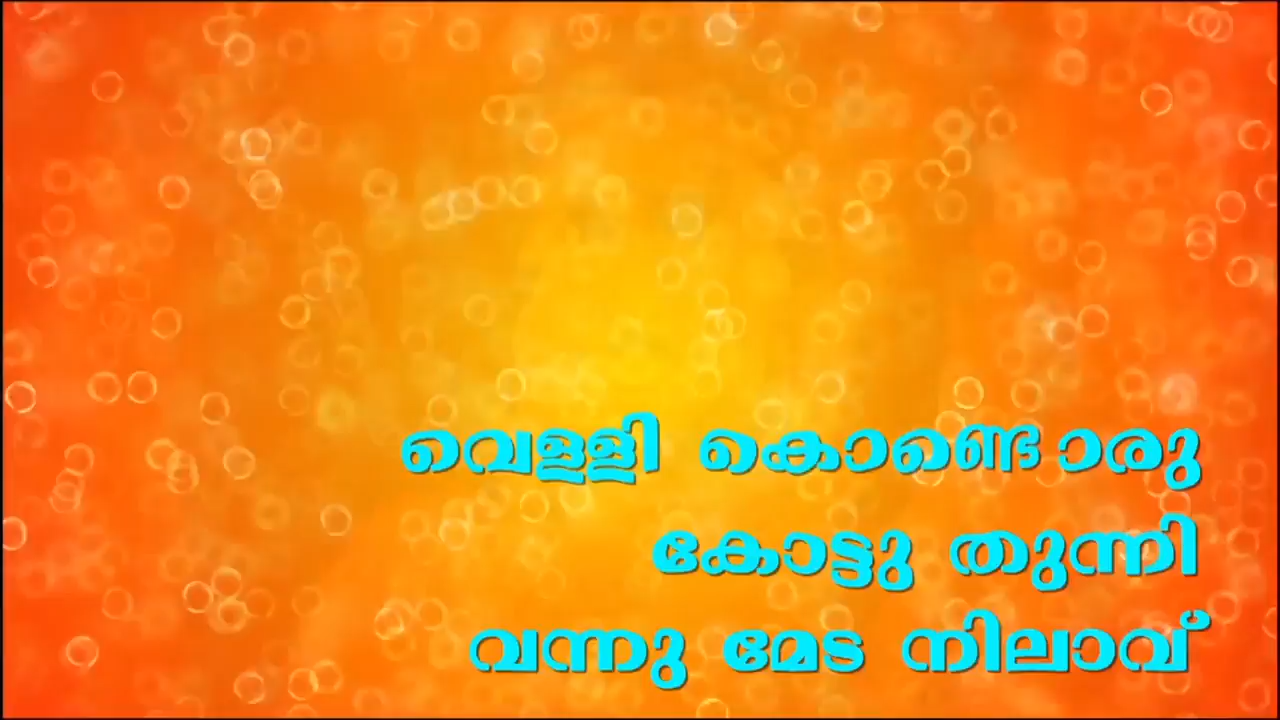 വെള്ളി കൊണ്ടൊരു
കോട്ടു തുന്നി
വന്നു മേട നിലാവ്